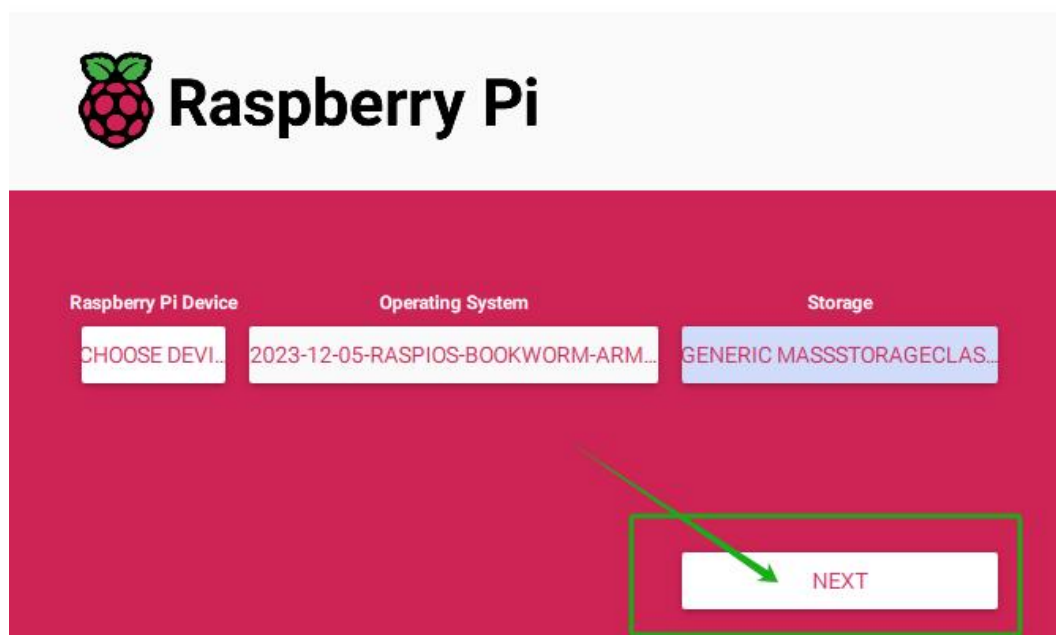 Raspberry Pi
Raspberry Pi Device Operating System Storage
CHOOSE DEVI... 2023-12-05-RASPIOS-BOOKWORM-ARM... GENERIC MASSSTORAGECLAS...
NEXT